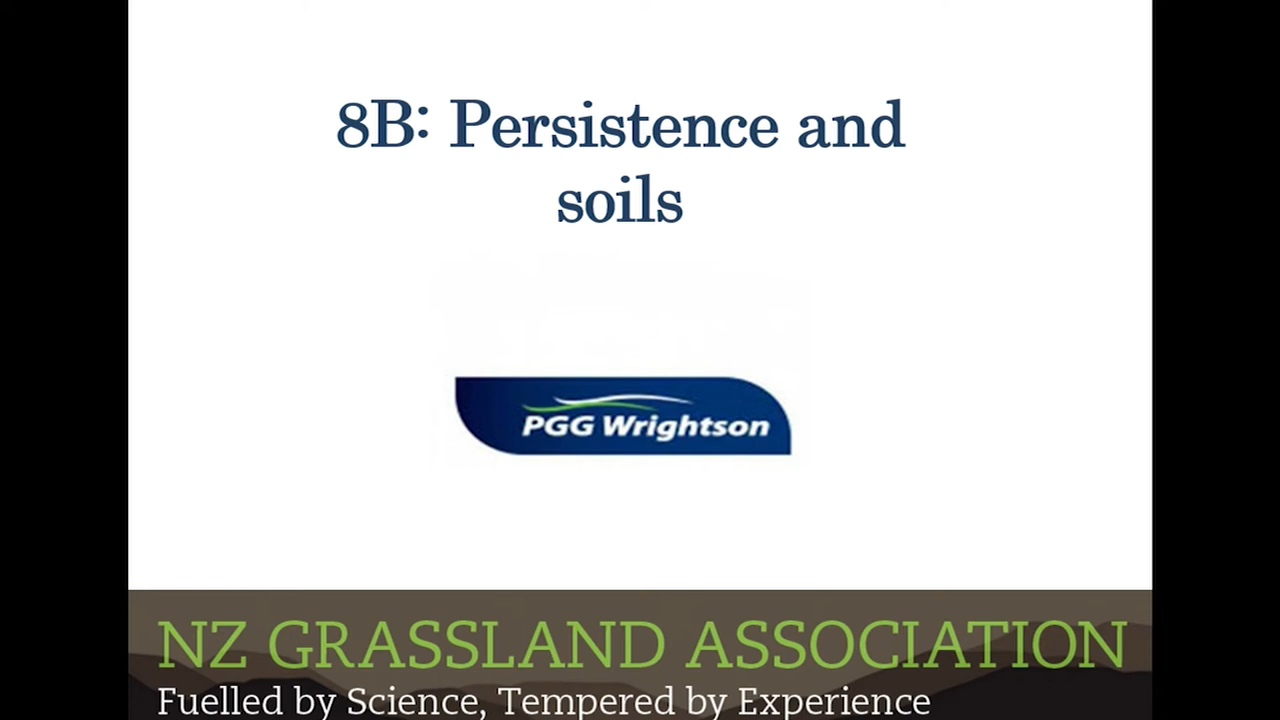 8B: Persistence and
soils
PGG Wrightson
NZ GRASSLAND ASSOCIATION
Fuelled by Science, Tempered by Experience